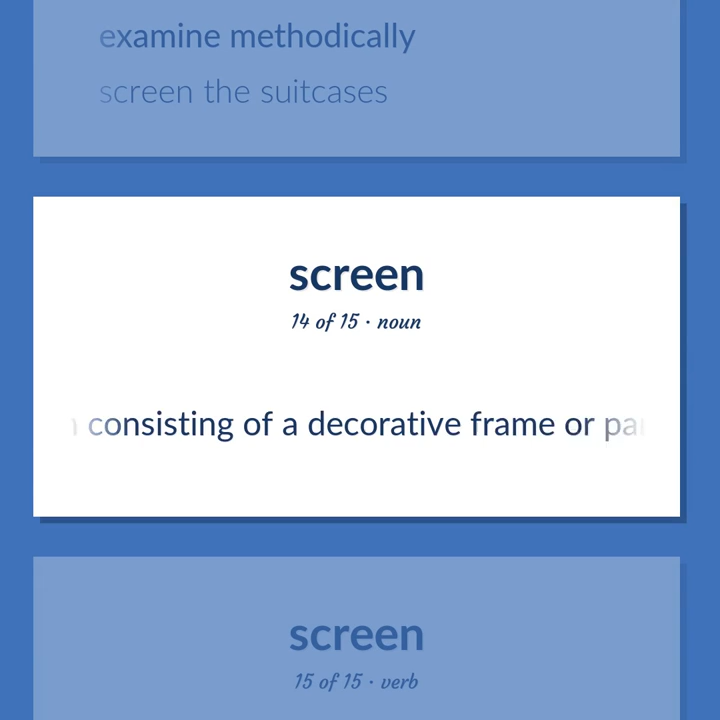 examine methodically
screen the suitcases
screen
14 of 15 · noun
consisting of a decorative frame or
screen
15 of 15 · verb